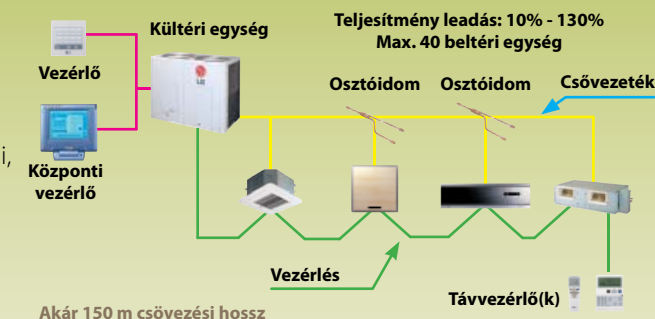 Kültéri egység
Teljesítmény leadás: 10% - 130%
Max. 40 beltéri egység
Vezérlő
Osztóidom
Osztóidom
Csővezeték
LG
i,
Központi
vezérlő
Vezérlés
Távvezérlő(k)
Akár 150 m csövezési hossz